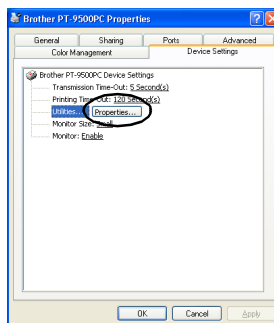 Brother PT-9500PC Properties
General Sharing Ports Advanced
Color Management Device Settings
Brother PT-9500PC Device Settings
Transmission Time-Out: 5 Second(s)
Printing Time-Out: 120 Second(s)
Utilities... Properties...
Monitor Size: Small
Monitor: Enable
OK Cancel Apply